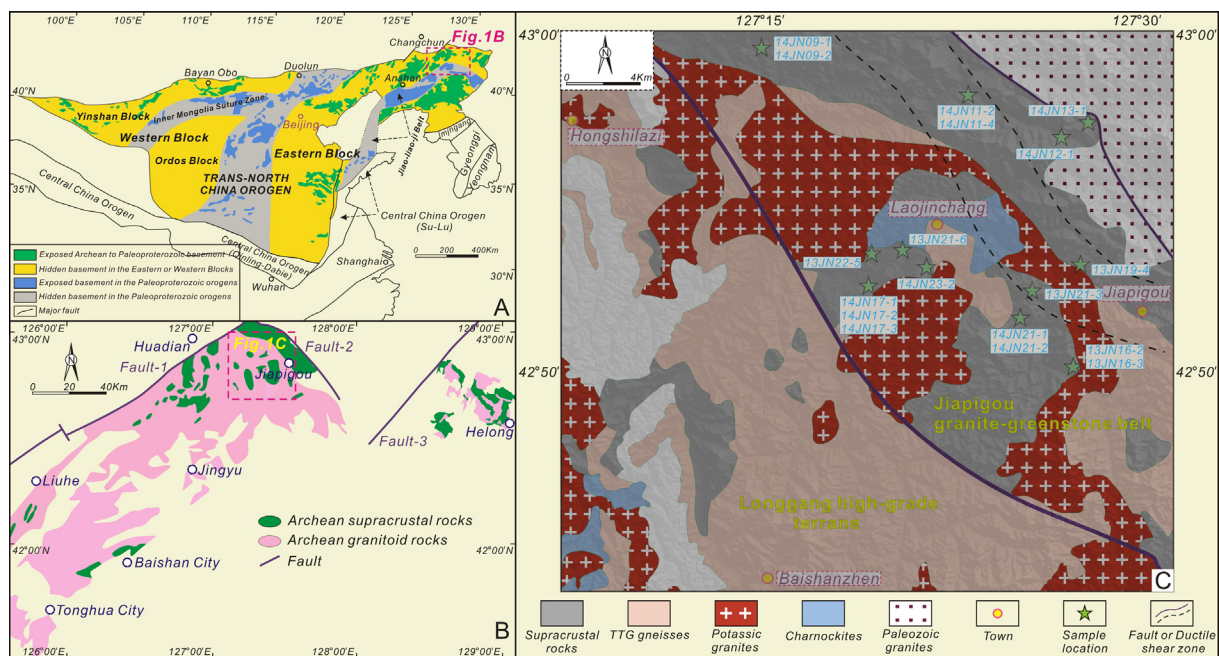 100°E
105°E
110°E
115°E
120°E
125°E
130°E
Fig.1B
Changchun
Bayan Obo
Duolun
Anshan
40°N
40°N
Inner Mongolia Suture Zone
Yinshan Block
Beijing
Western Block
Jiao-liao-ji Belt
Eastern Block
Ordos Block
Gyeonggi
Yeongnam
TRANS-NORTH
CHINA OROGEN
35°N
35°N
Central China Orogen
Central China Orogen
(Su-Lu)
Central China Orogen
(Qinling-Dabie)
0 200 400Km
Shanghai
30°N
Wuhan
Exposed Archean to Paleoproterozoic basement
Hidden basement in the Eastern or Western Blocks
Exposed basement in the Paleoproterozoic orogens
Hidden basement in the Paleoproterozoic orogens
Major fault
A
126°00'E
127°00'E
128°00'E
129°00'E
43°00'N
43°00'N
Huadian
Fault-2
Fig.1C
N
Fault-1
Jiapigou
0 20 40Km
Fault-3
Helong
Jingyu
Liuhe
Archean supracrustal rocks
Archean granitoid rocks
Fault
42°00'N
42°00'N
Baishan City
Tonghua City
B
126°00'E
127°00'E
128°00'E
129°00'E
127°15'
127°30'
43°00'
43°00'
N
0 4Km
14JN09-1
14JN09-2
14JN11-2
14JN11-4
14JN13-1
14JN12-1
Hongshilazi
Laojinchang
13JN21-6
13JN22-5
14JN23-2
13JN19-4
13JN21-3
Jiapigou
14JN17-1
14JN17-2
14JN17-3
14JN21-1
14JN21-2
13JN16-2
13JN16-3
42°50'
42°50'
Jiapigou
granite-greenstone belt
Longgang high-grade
terrane
Baishanzhen
C
Supracrustal
rocks
TTG gneisses
Potassic
granites
Charnockites
Paleozoic
granites
Town
Sample
location
Fault or Ductile
shear zone